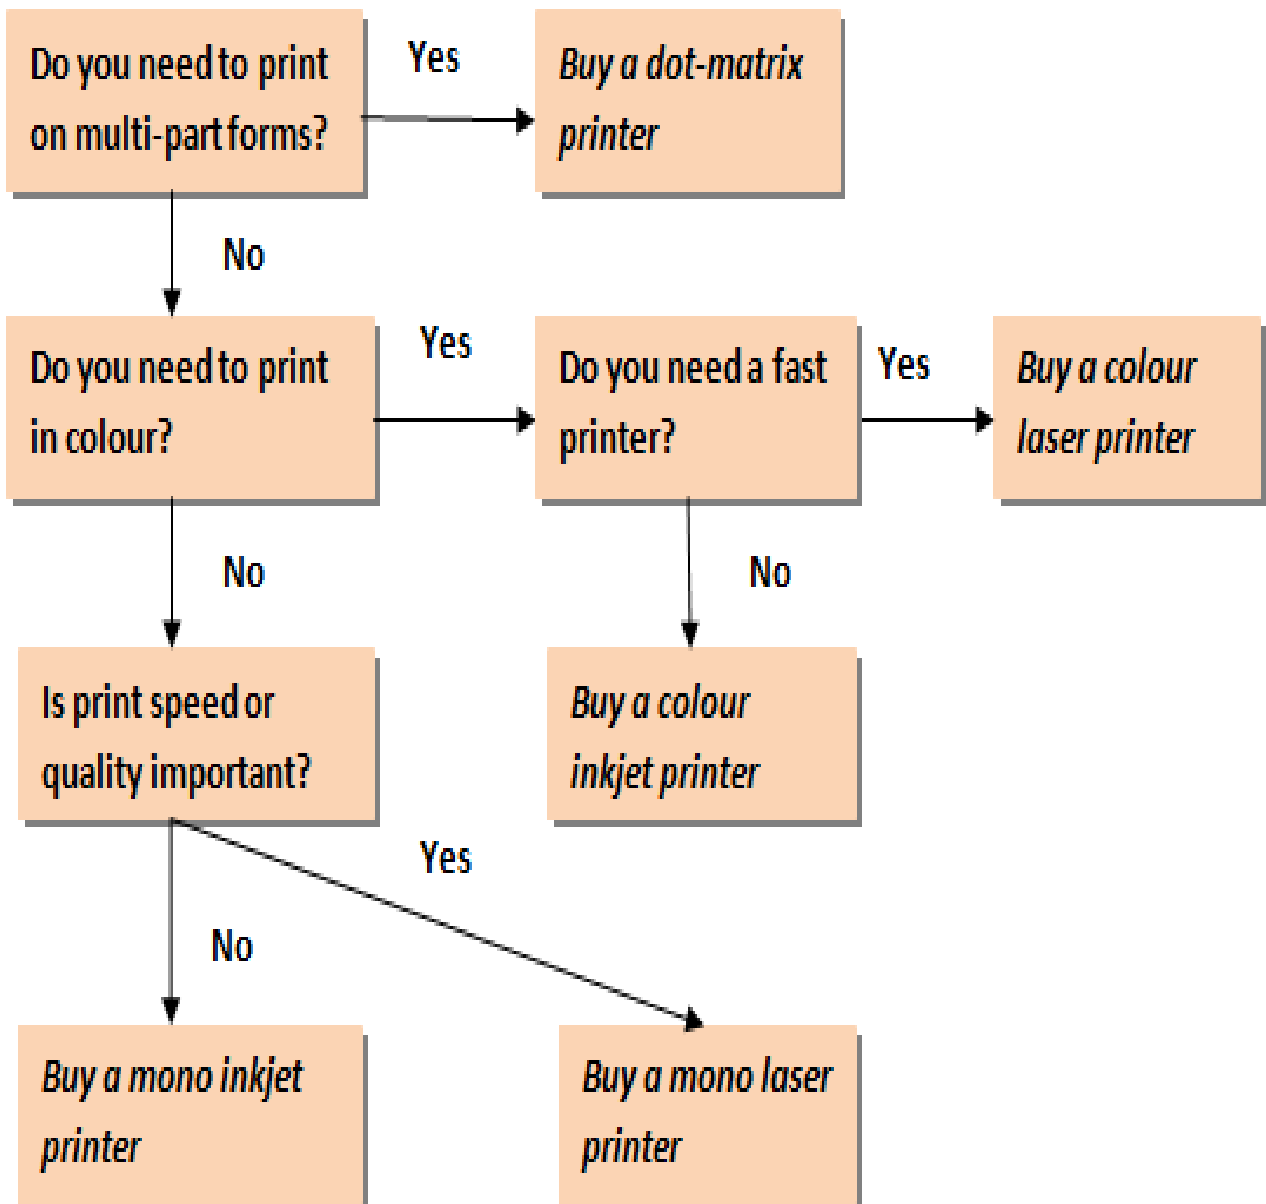 Do you need to print
on multi-part forms?
Yes
Buy a dot-matrix
printer
No
Do you need to print
in colour?
Yes
Do you need a fast
printer?
Yes
Buy a colour
laser printer
No
No
Is print speed or
quality important?
Buy a colour
inkjet printer
Yes
No
Buy a mono inkjet
printer
Buy a mono laser
printer